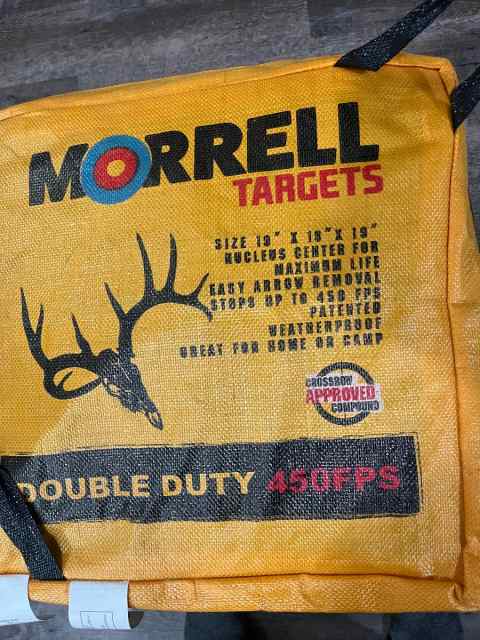 MORRELL
TARGETS
SIZE 19" X 19" X 19"
NUCLEUS CENTER FOR
MAXIMUM LIFE
EASY ARROW REMOVAL
STOPS UP TO 450 FPS
PATENTED
WEATHERPROOF
GREAT FOR HOME OR CAMP
CROSSBOW
APPROVED
COMPOUND
DOUBLE DUTY 450FPS